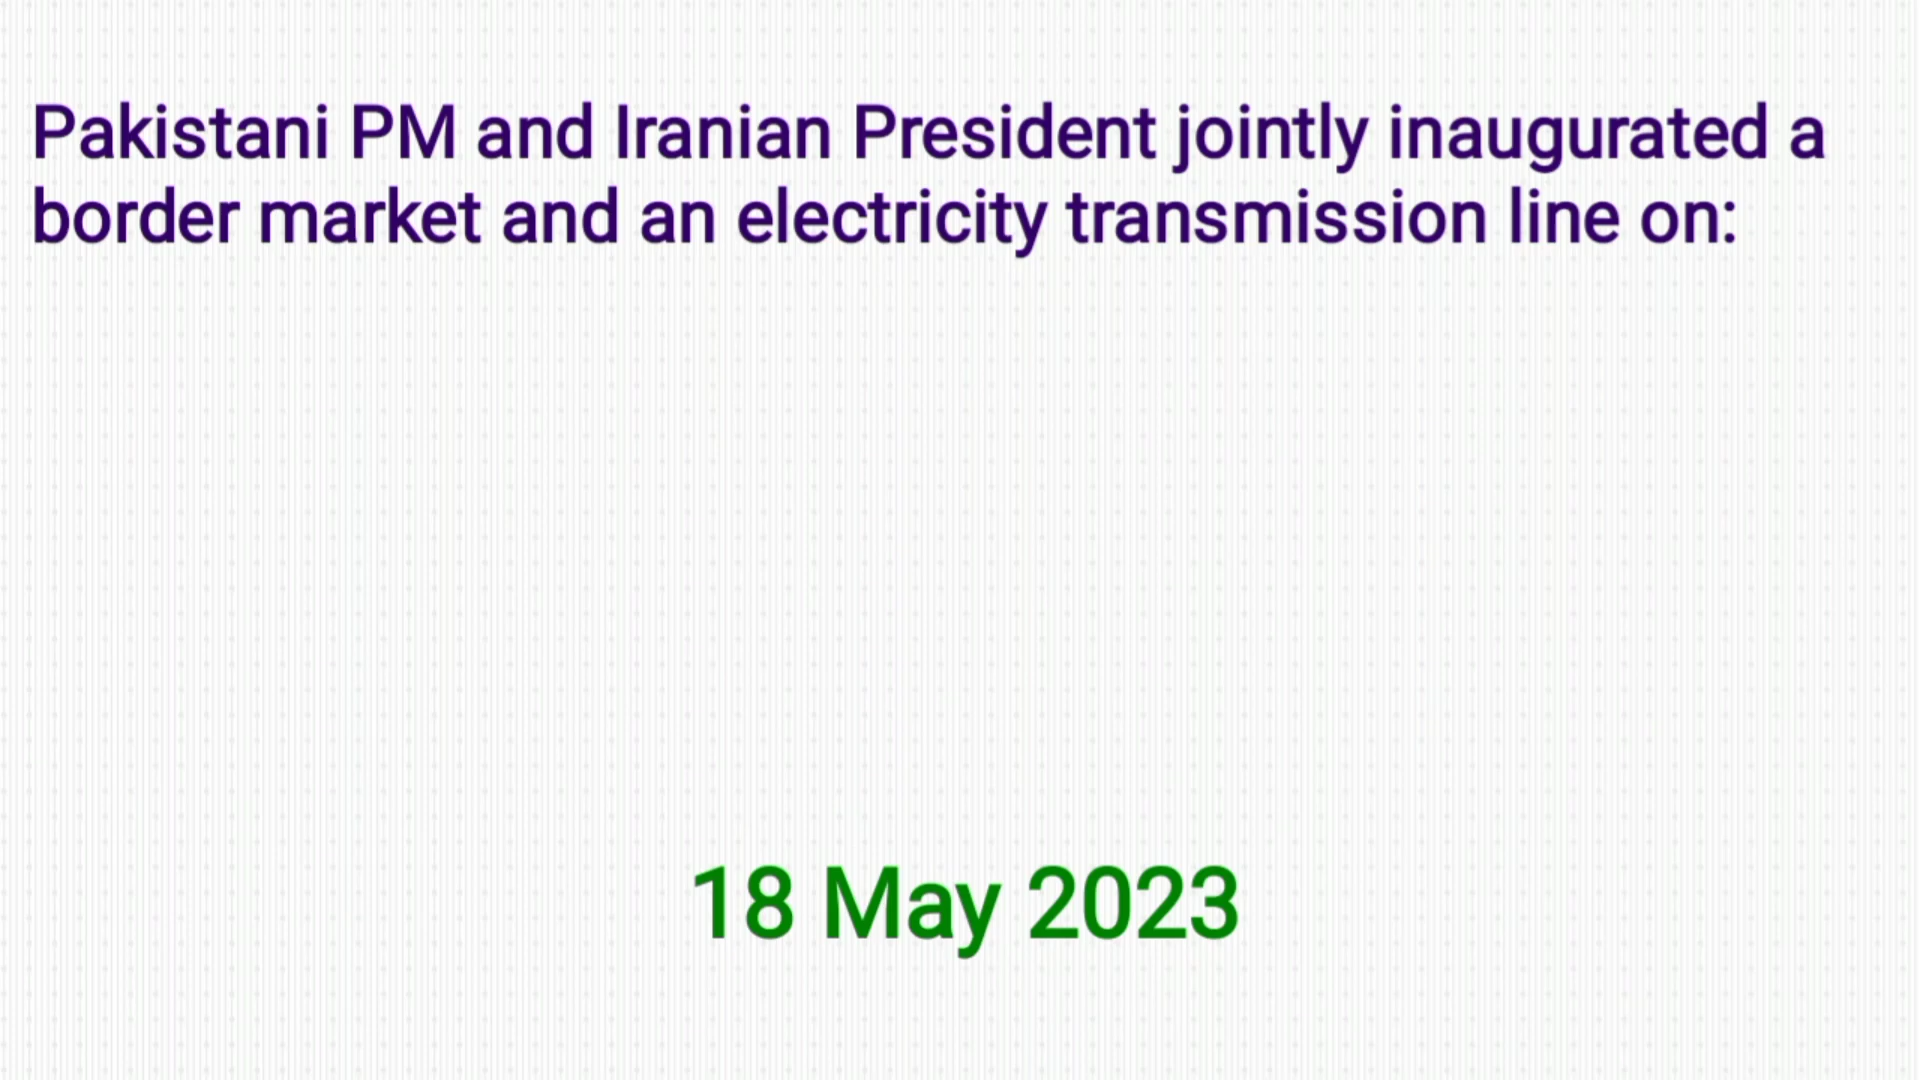 Pakistani PM and Iranian President jointly inaugurated a
border market and an electricity transmission line on:
18 May 2023